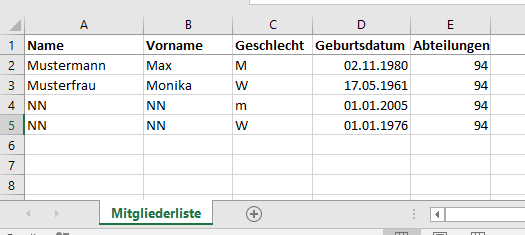 A B C D E
1 Name Vorname Geschlecht Geburtsdatum Abteilungen
2 Mustermann Max M 02.11.1980 94
3 Musterfrau Monika W 17.05.1961 94
4 NN NN m 01.01.2005 94
5 NN NN W 01.01.1976 94
6
7
8
Mitgliederliste